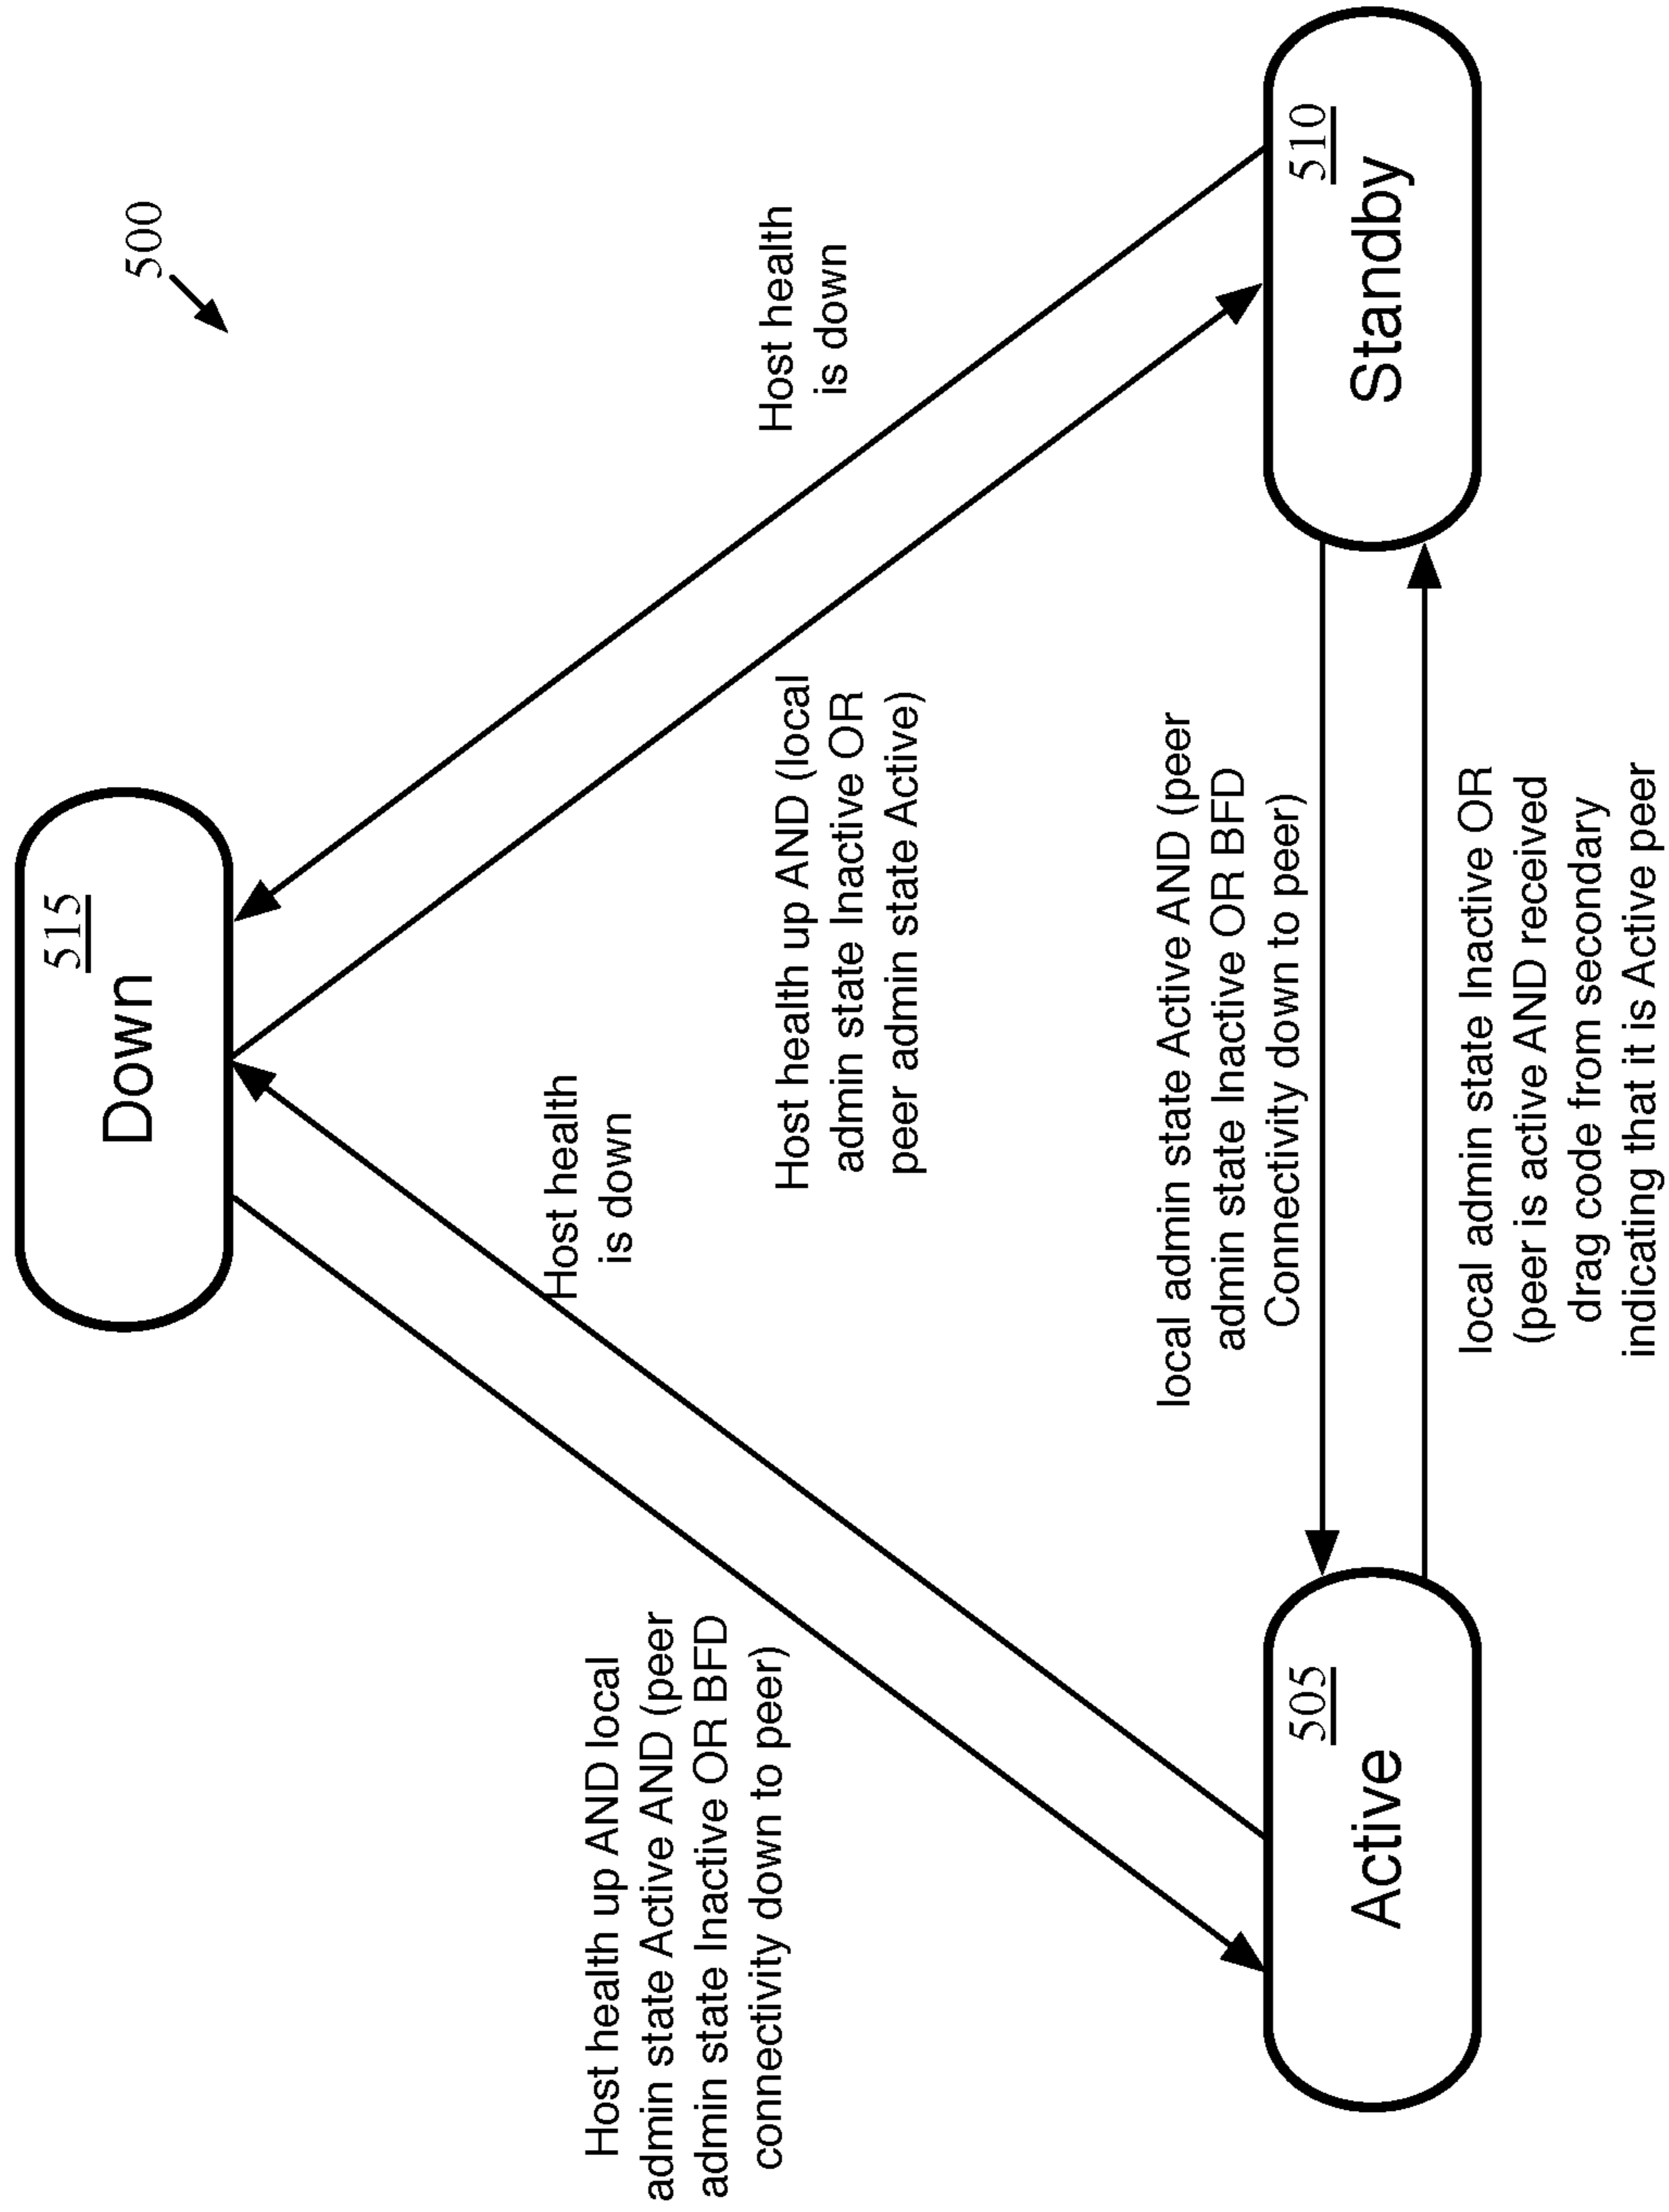 500
515
Down
Host health
is down
Host health
is down
Host health up AND (local
admin state Inactive OR
peer admin state Active)
Host health up AND local
admin state Active AND (peer
admin state Inactive OR BFD
connectivity down to peer)
local admin state Active AND (peer
admin state Inactive OR BFD
Connectivity down to peer)
505
Active
510
Standby
local admin state Inactive OR
(peer is active AND received
drag code from secondary
indicating that it is Active peer